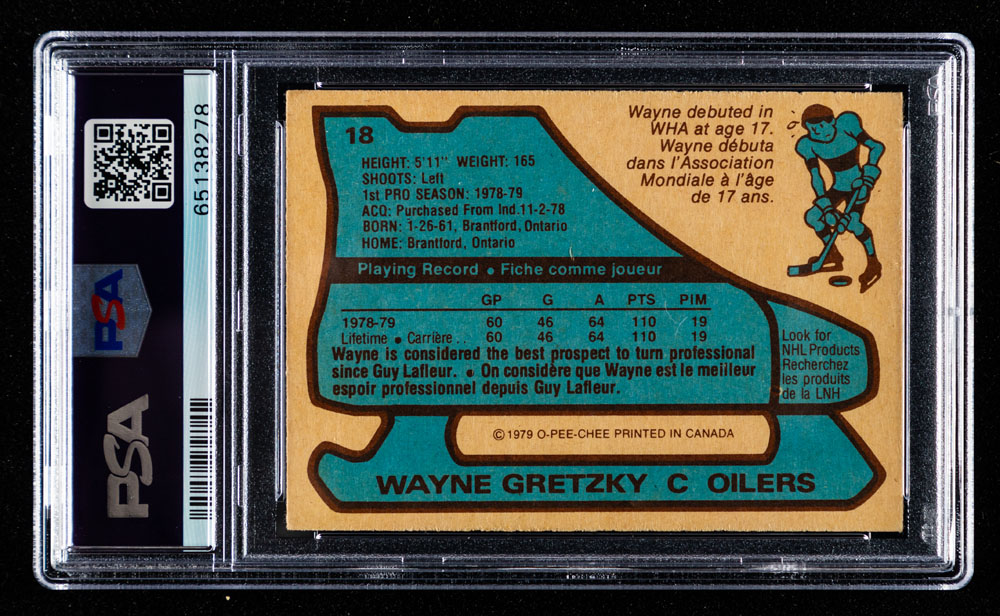 65138278
PSA
PSA
18
HEIGHT: 5'11" WEIGHT: 165
SHOOTS: Left
1st PRO SEASON: 1978-79
ACQ: Purchased From Ind.11-2-78
BORN: 1-26-61, Brantford, Ontario
HOME: Brantford, Ontario
Wayne debuted in
WHA at age 17.
Wayne débuta
dans l'Association
Mondiale à l'âge
de 17 ans.
Playing Record • Fiche comme joueur
GP G A PTS PIM
1978-79 60 46 64 110 19
Lifetime • Carrière .. 60 46 64 110 19
Wayne is considered the best prospect to turn professional
since Guy Lafleur. • On considère que Wayne est le meilleur
espoir professionnel depuis Guy Lafleur.
Look for
NHL Products
Recherchez
les produits
de la LNH
© 1979 O-PEE-CHEE PRINTED IN CANADA
WAYNE GRETZKY C OILERS